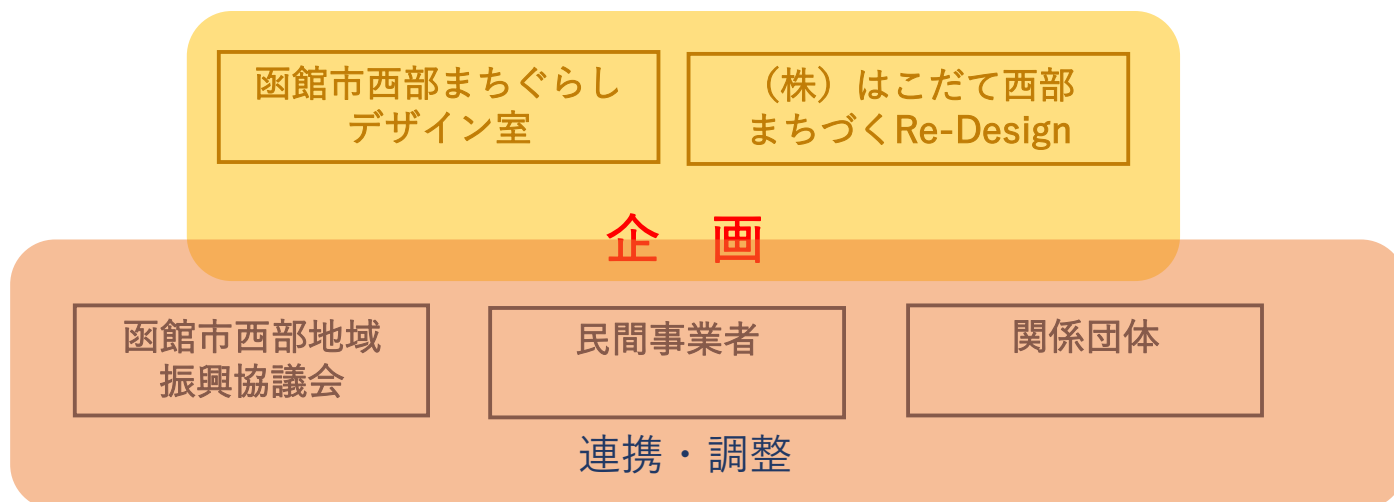 函館市西部まちぐらし
デザイン室
（株）はこだて西部
まちづくRe-Design
企　画
函館市西部地域
振興協議会
民間事業者
関係団体
連携・調整